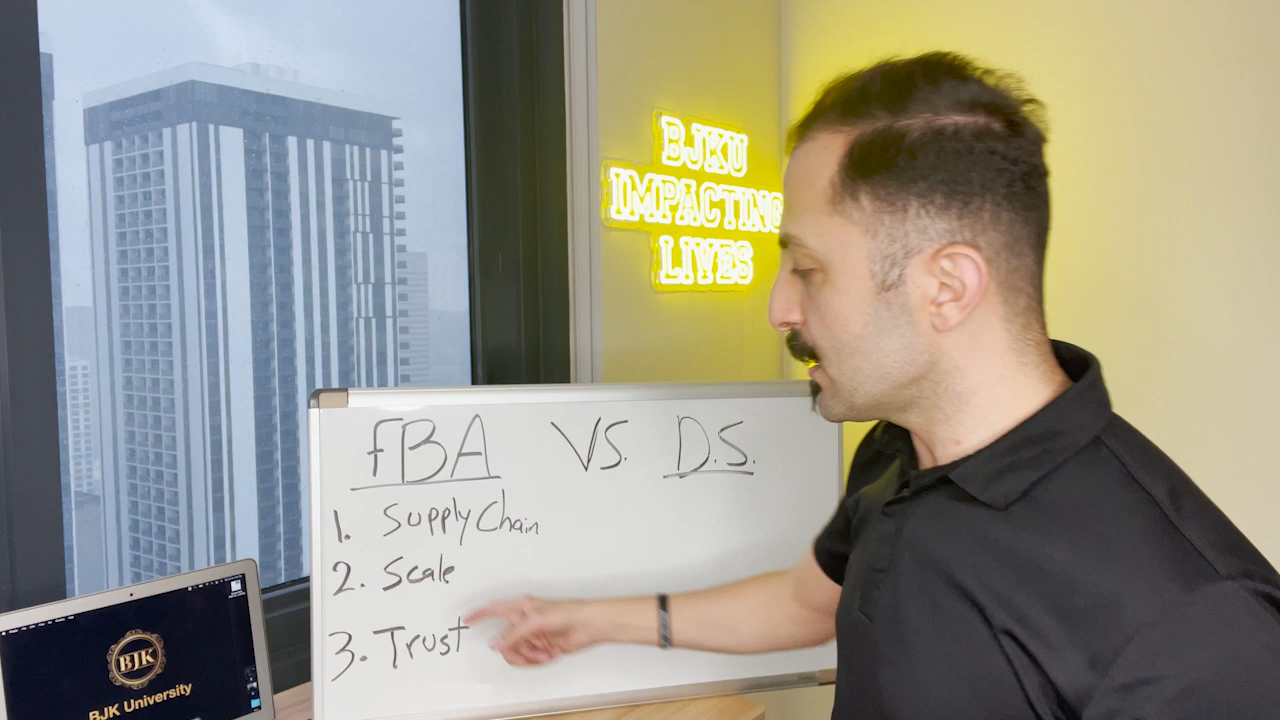 BJKU
IMPACTING
LIVES
fBA VS. D.S.
1. Supply Chain
2. Scale
3. Trust
BJK
BJK University